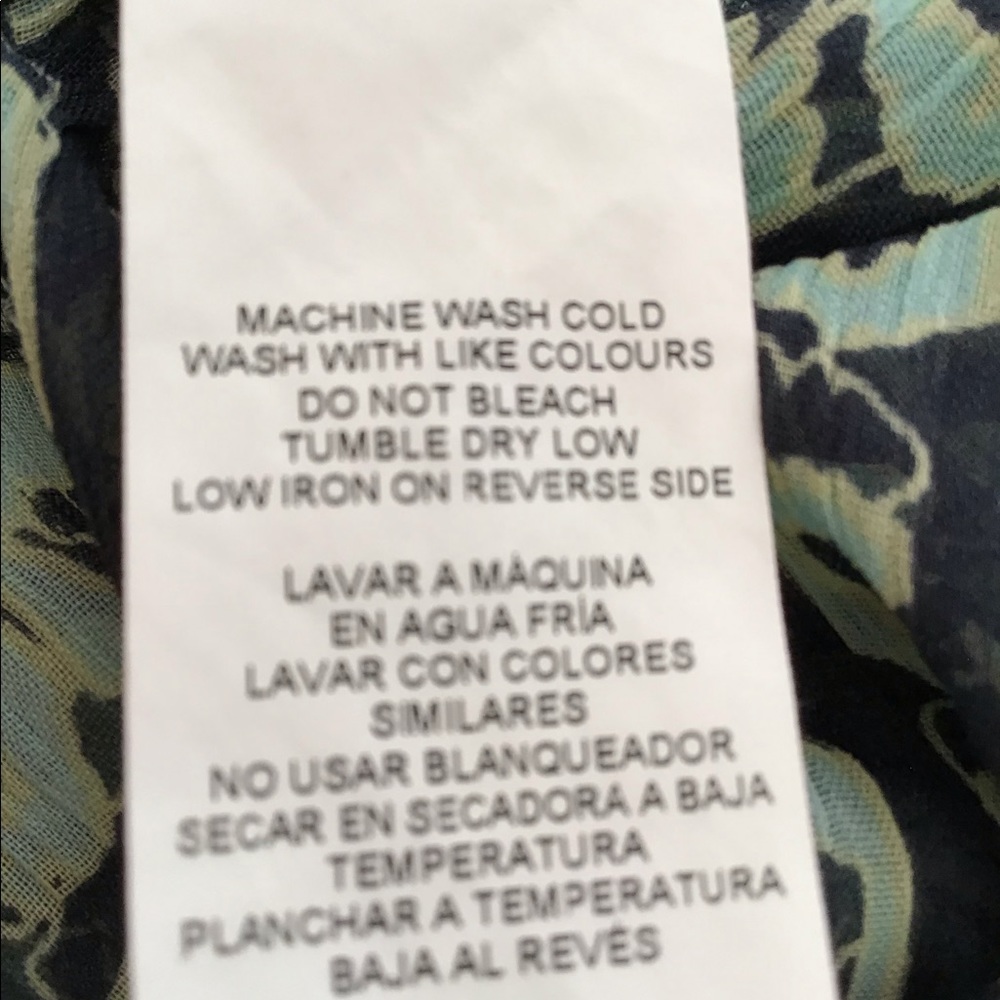 MACHINE WASH COLD
WASH WITH LIKE COLOURS
DO NOT BLEACH
TUMBLE DRY LOW
LOW IRON ON REVERSE SIDE
LAVAR A MÀQUINA
EN AGUA FRÍA
LAVAR CON COLORES
SIMILARES
NO USAR BLANQUEADOR
SECAR EN SECADORA A BAJA
TEMPERATURA
PLANCHAR A TEMPERATURA
BAJA AL REVÉS